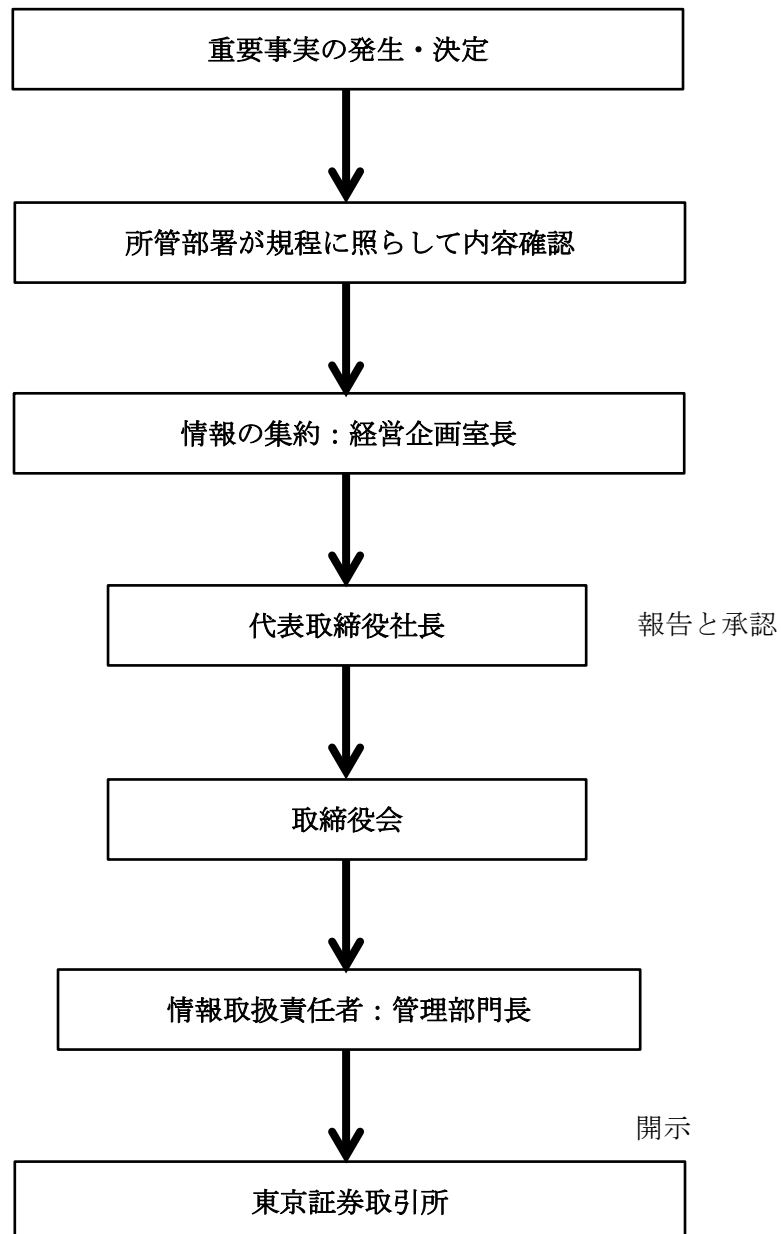 重要事実の発生・決定
所管部署が規程に照らして内容確認
情報の集約：経営企画室長
代表取締役社長
報告と承認
取締役会
情報取扱責任者：管理部門長
開示
東京証券取引所